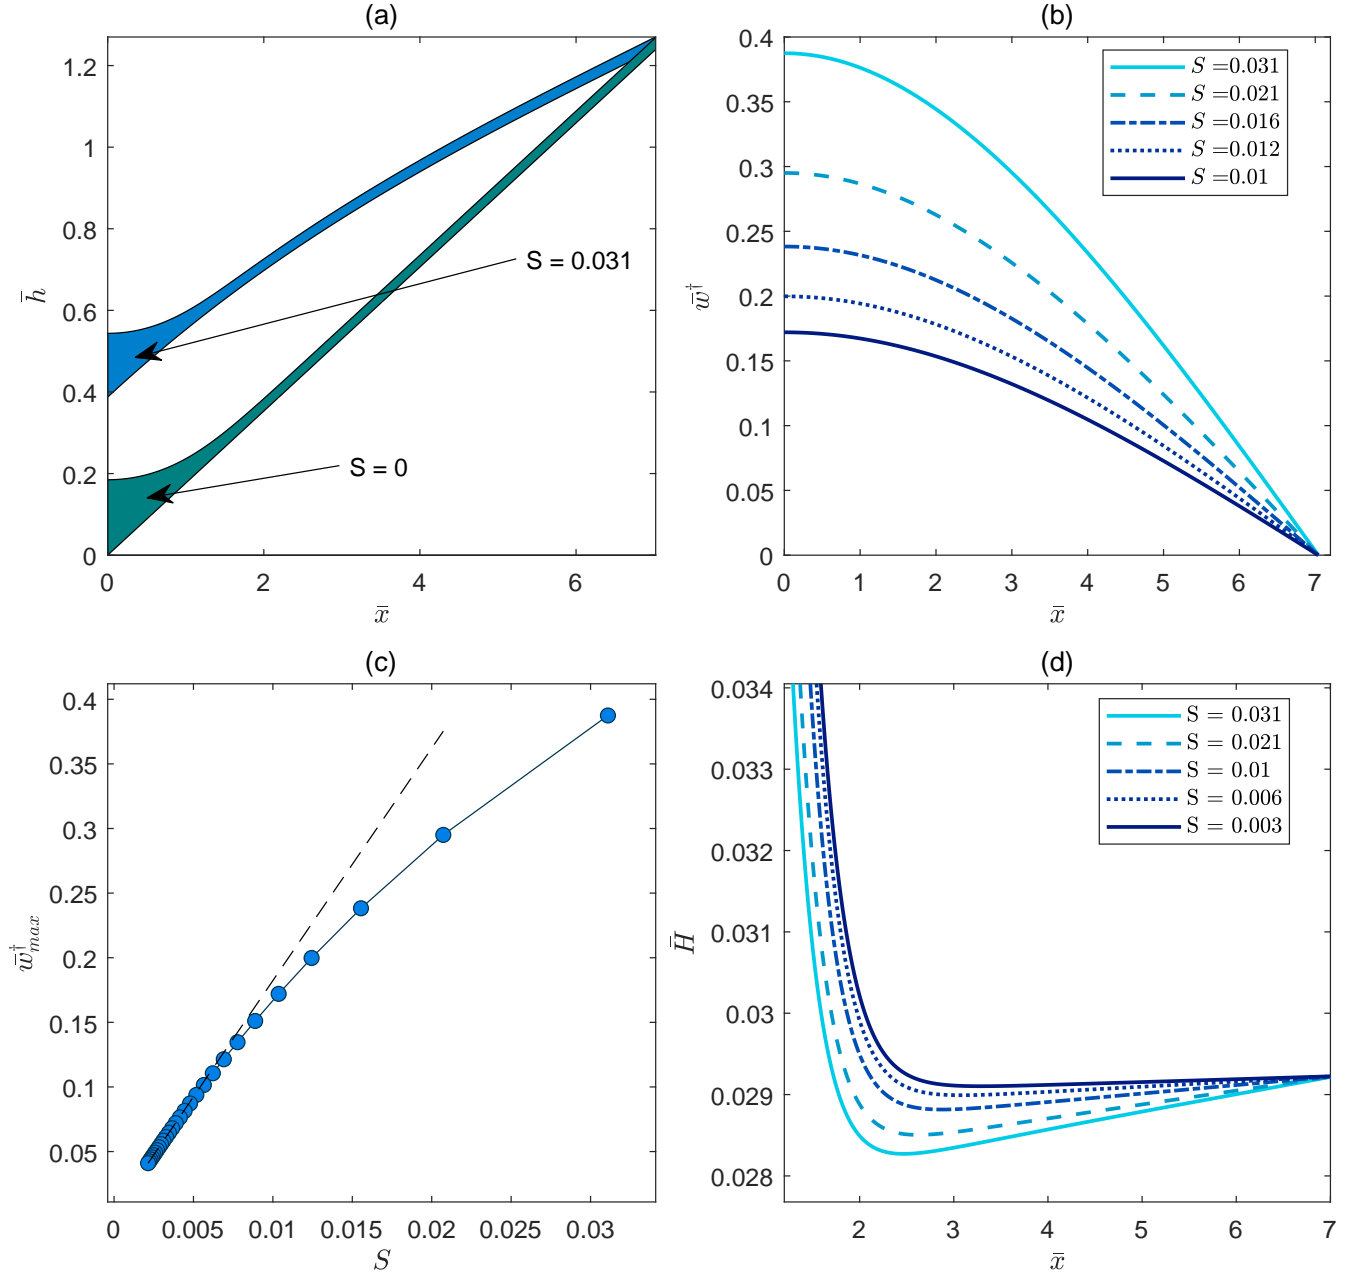 (a)
1.2
1
0.8
0.6
0.4
0.2
0
0 2 4 6
h̄
x̄
S = 0.031
S = 0
(b)
0.4
0.35
0.3
0.25
0.2
0.15
0.1
0.05
0
0 1 2 3 4 5 6 7
w̄†
x̄
S =0.031
S =0.021
S =0.016
S =0.012
S =0.01
(c)
0.4
0.35
0.3
0.25
0.2
0.15
0.1
0.05
0 0.005 0.01 0.015 0.02 0.025 0.03
w̄†max
S
(d)
0.034
0.033
0.032
0.031
0.03
0.029
0.028
2 3 4 5 6 7
H̄
x̄
S = 0.031
S = 0.021
S = 0.01
S = 0.006
S = 0.003